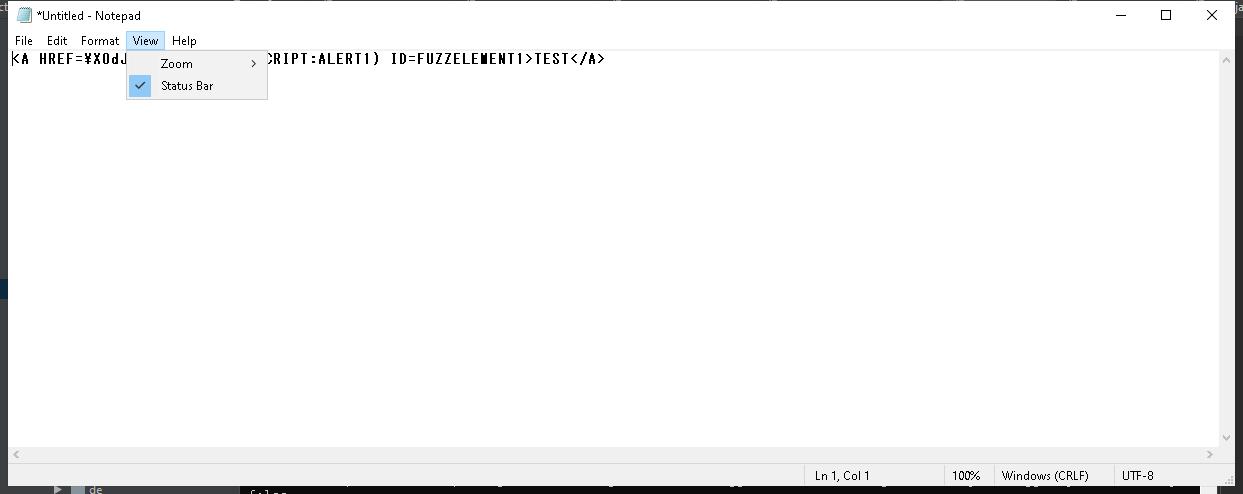 *Untitled - Notepad
File Edit Format View Help
<A HREF=¥X0dJ CRIPT:ALERT1) ID=FUZZELEMENT1>TEST</A>
Zoom
Status Bar
Ln 1, Col 1 100% Windows (CRLF) UTF-8
de